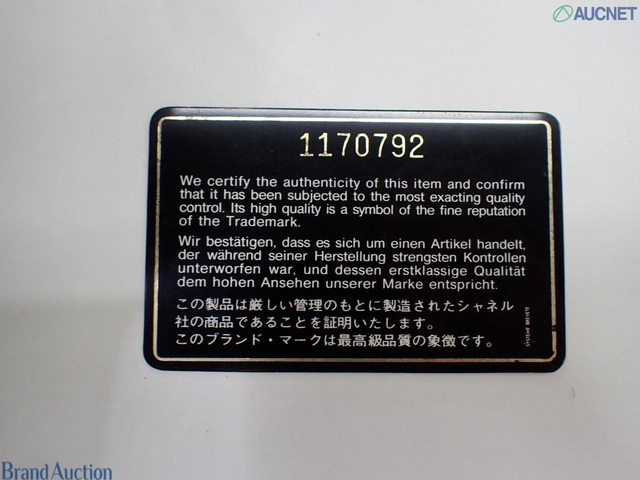 AUCNET
1170792
We certify the authenticity of this item and confirm
that it has been subjected to the most exacting quality
control. Its high quality is a symbol of the fine reputation
of the Trademark.
Wir bestätigen, dass es sich um einen Artikel handelt,
der während seiner Herstellung strengsten Kontrollen
unterworfen war, und dessen erstklassige Qualität
dem hohen Ansehen unserer Marke entspricht.
この製品は厳しい管理のもとに製造されたシャネル
社の商品であることを証明いたします。
このブランド・マークは最高級品質の象徴です。
Brand Auction